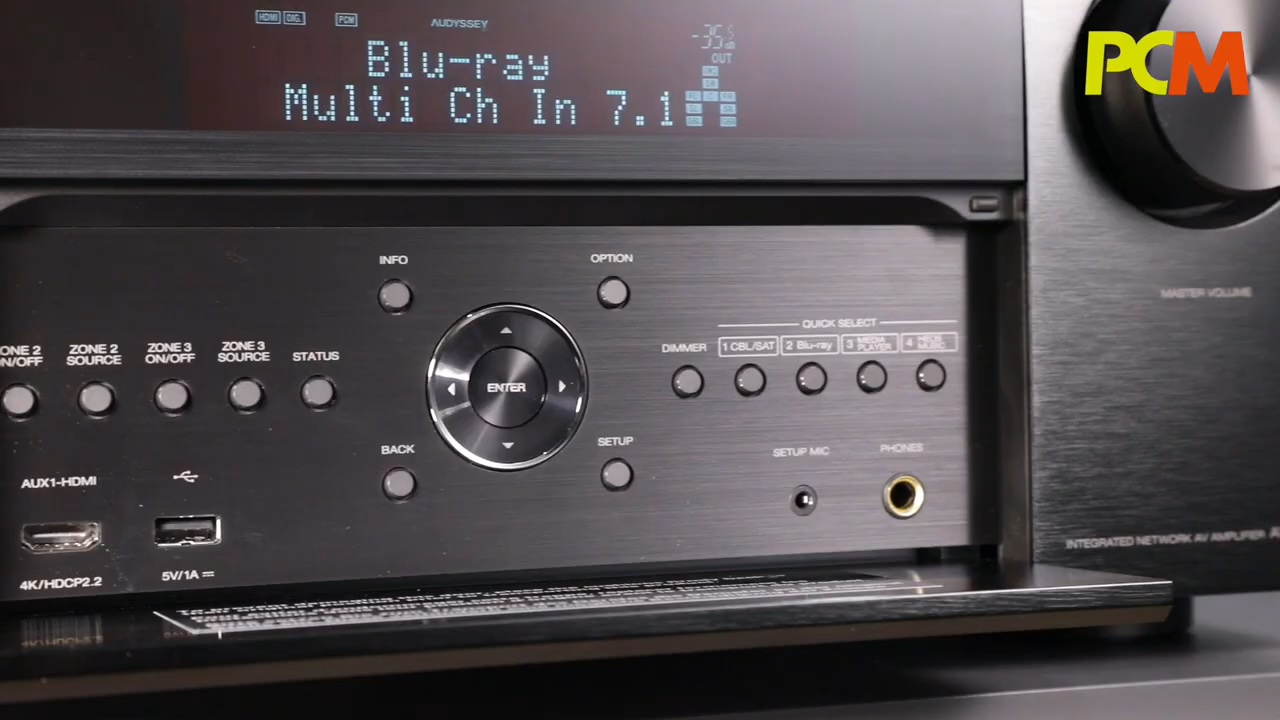 HDMI DIG. PCM AUDYSSEY
PCM
OUT
Blu-ray
Multi Ch In 7.1
MASTER VOLUME
INFO
OPTION
QUICK SELECT
ZONE 2 ON/OFF
ZONE 2 SOURCE
ZONE 3 ON/OFF
ZONE 3 SOURCE
STATUS
ENTER
DIMMER
1 CBL/SAT
2 Blu-ray
3 MEDIA PLAYER
4 HEOS MUSIC
BACK
SETUP
SETUP MIC
PHONES
AUX1-HDMI
4K/HDCP2.2
5V/1A
INTEGRATED NETWORK AV AMPLIFIER